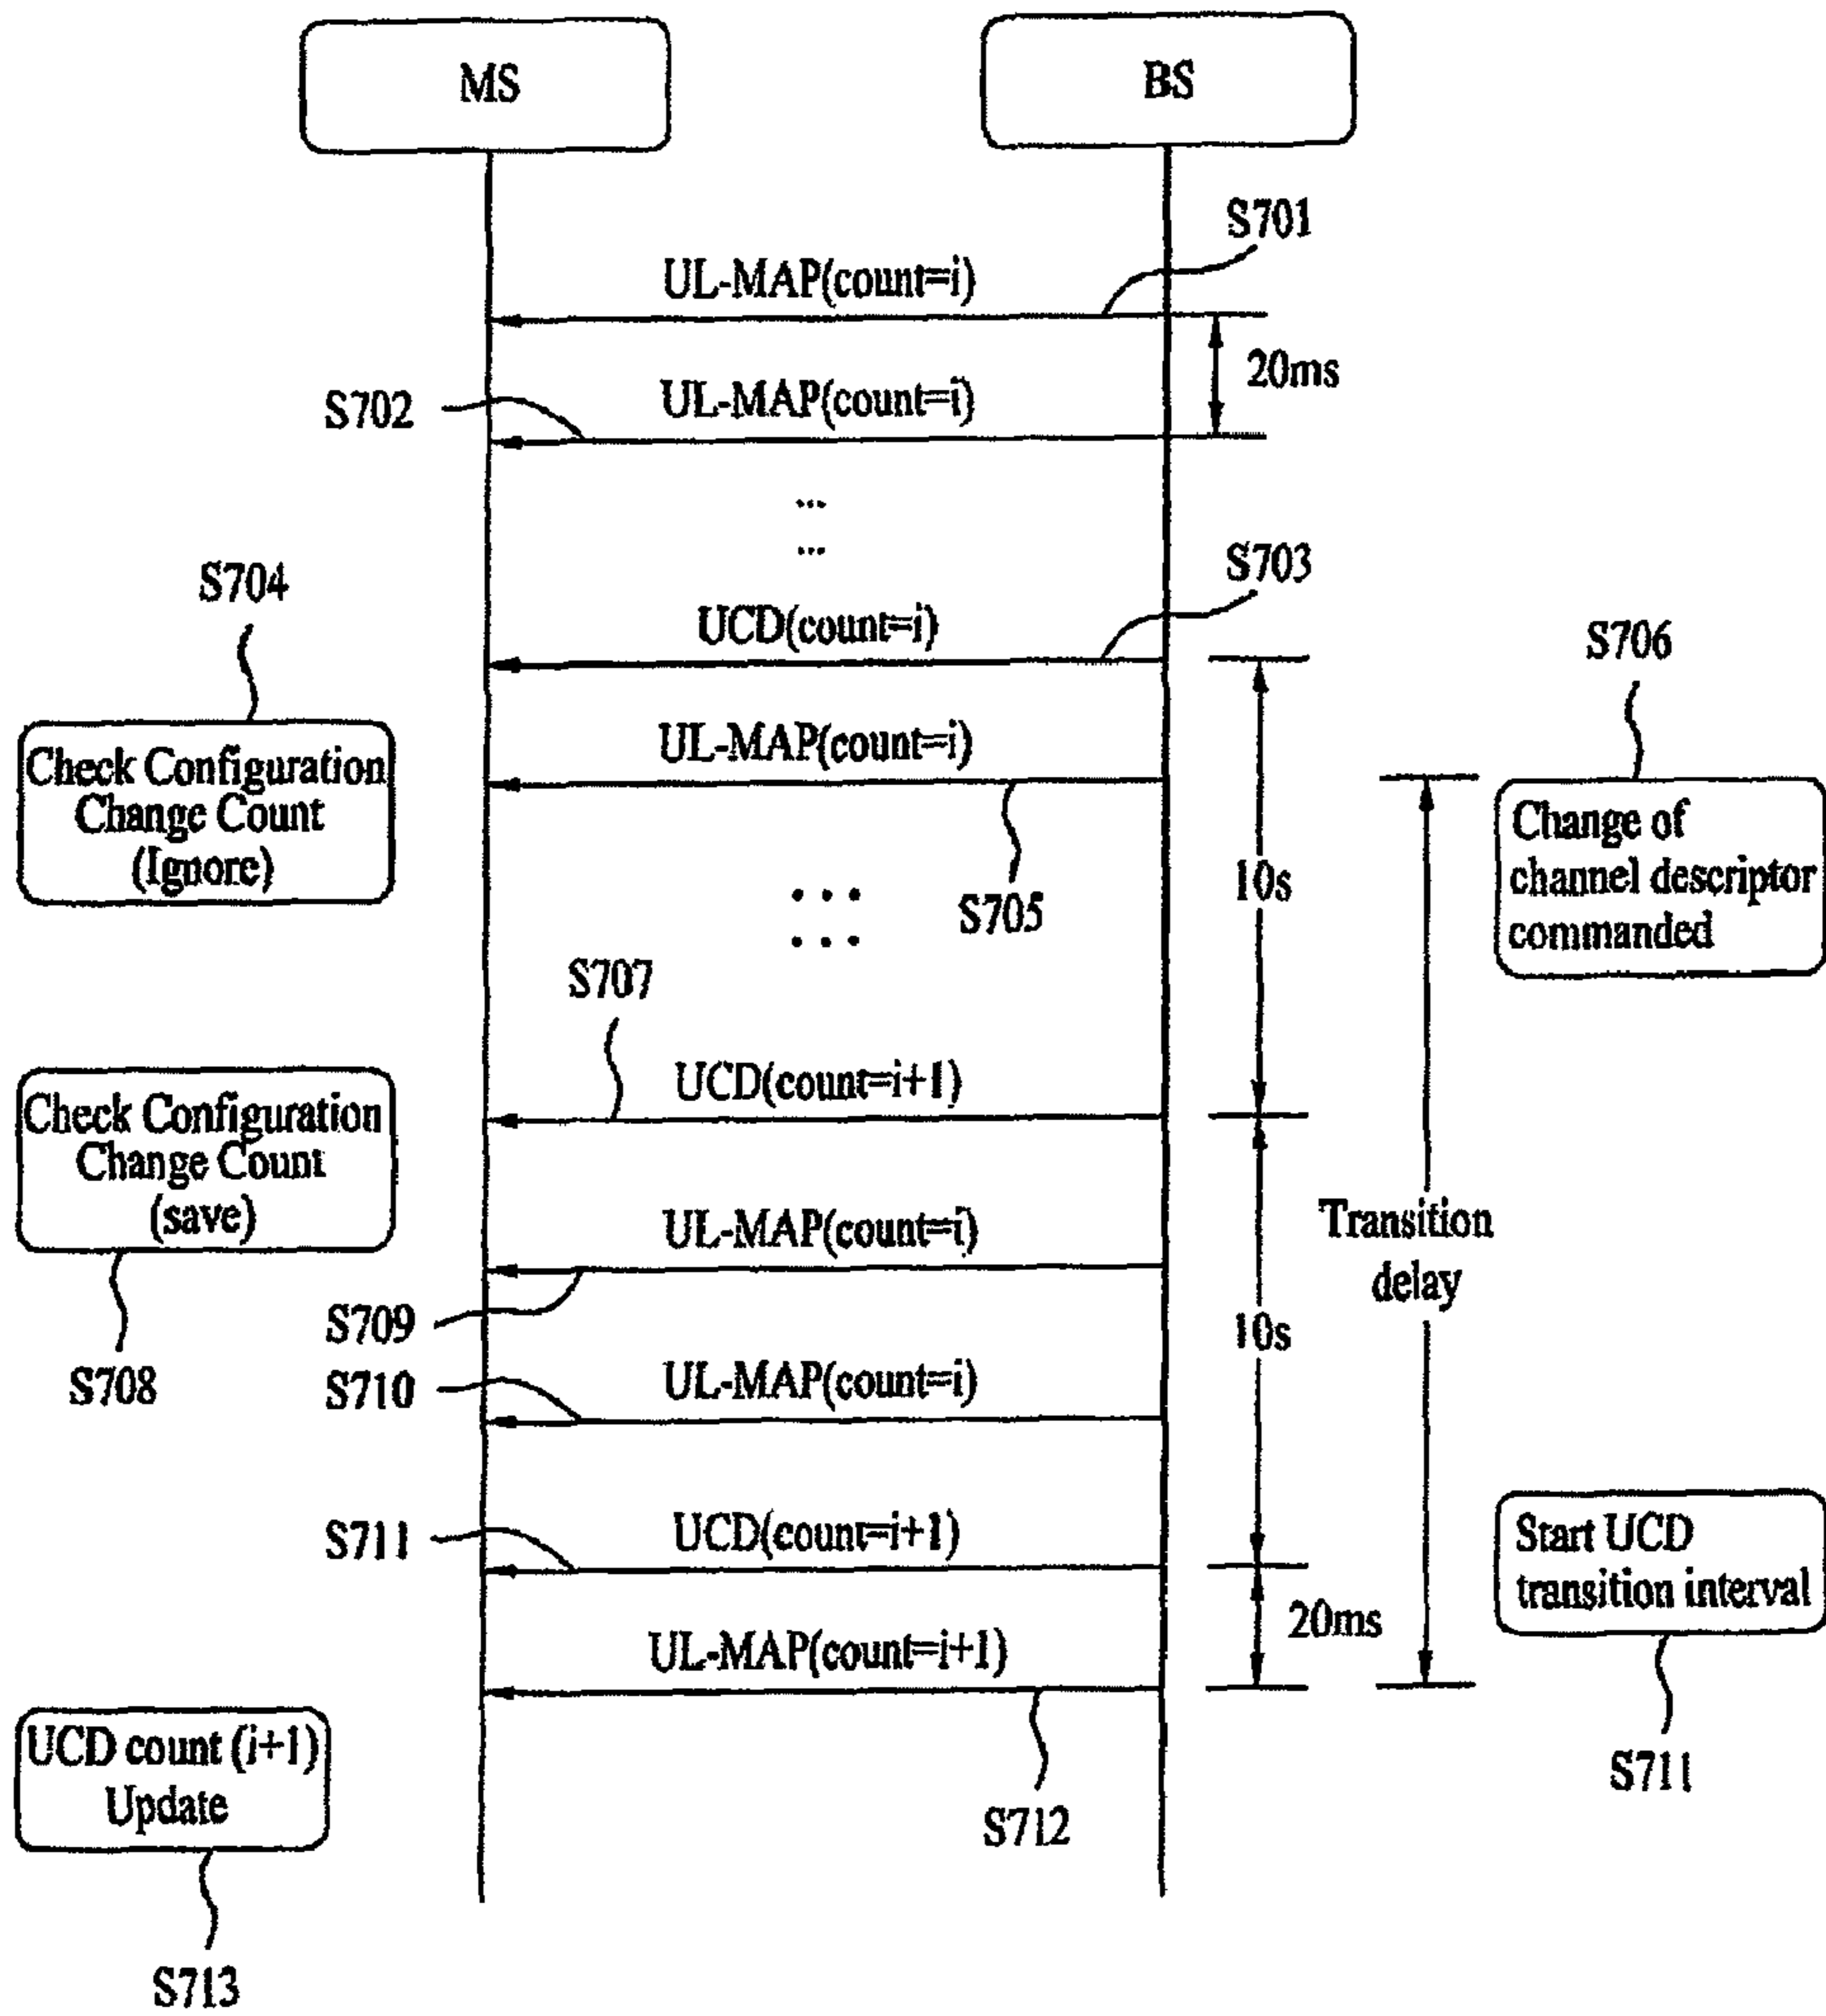 MS
BS
S701
UL-MAP(count=i)
20ms
UL-MAP(count=i)
S702
...
...
S703
S704
UCD(count=i)
S706
UL-MAP(count=i)
Check Configuration
Change Count
(Ignore)
Change of
channel descriptor
commanded
10s
S705
...
...
S707
UCD(count=i+1)
Check Configuration
Change Count
(save)
UL-MAP(count=i)
Transition
delay
S709
10s
S708
S710
UL-MAP(count=i)
S711
UCD(count=i+1)
Start UCD
transition interval
20ms
UL-MAP(count=i+1)
UCD count (i+1)
Update
S711
S712
S713